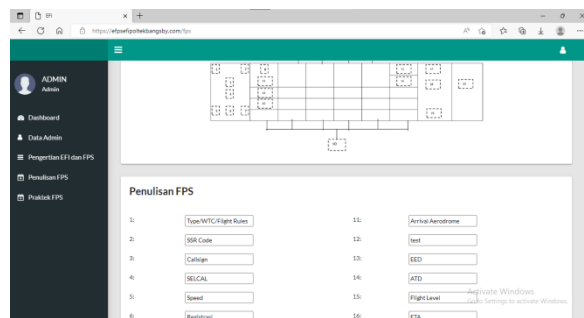 EFI
https://efpsefipoltekbangsby.com/fps
ADMIN
Admin
Dashboard
Data Admin
Pengertian EFI dan FPS
Penulisan FPS
Praktek FPS
Penulisan FPS
1: Type/WTC/Flight Rules 11: Arrival Aerodrome
2: SSR Code 12: test
3: Callsign 13: EED
4: SELCAL 14: ATD
5: Speed 15: Flight Level
6: Registrasi 16: ETA
Activate Windows
Go to Settings to activate Windows.